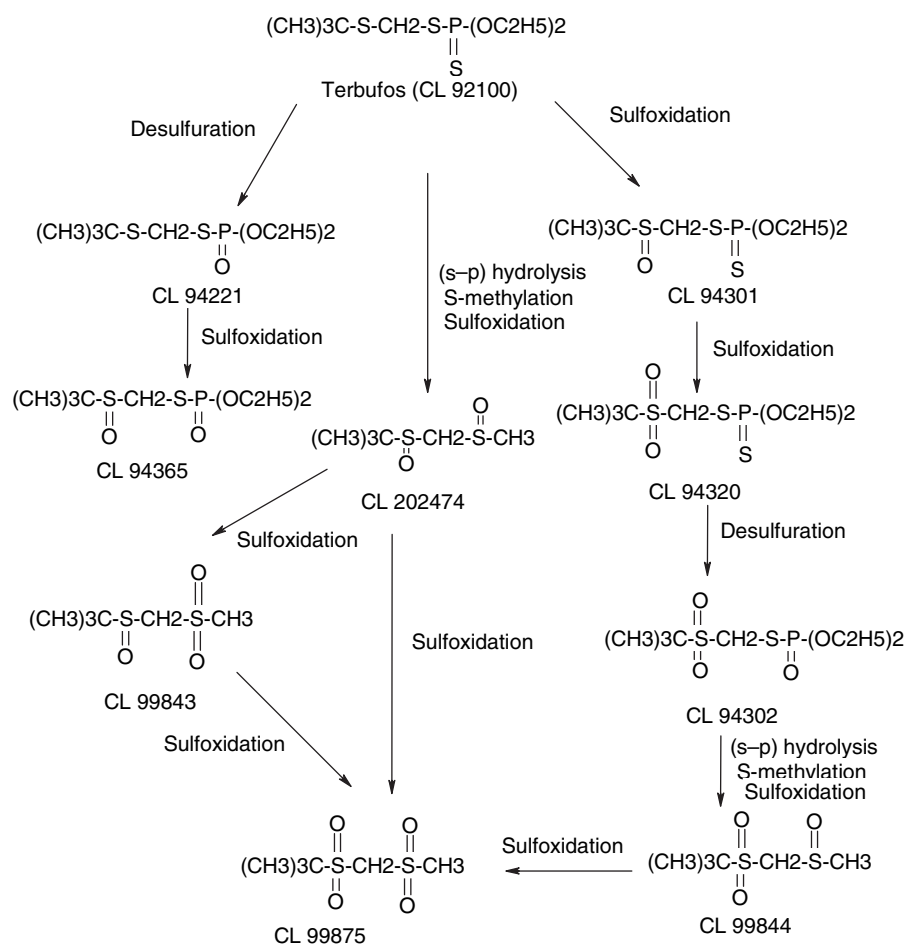 (CH3)3C-S-CH2-S-P-(OC2H5)2
S
Terbufos (CL 92100)
Desulfuration
Sulfoxidation
(CH3)3C-S-CH2-S-P-(OC2H5)2
O
CL 94221
(CH3)3C-S-CH2-S-P-(OC2H5)2
O
S
CL 94301
(s–p) hydrolysis
S-methylation
Sulfoxidation
Sulfoxidation
Sulfoxidation
(CH3)3C-S-CH2-S-P-(OC2H5)2
O
O
CL 94365
O
(CH3)3C-S-CH2-S-CH3
O
CL 202474
O
(CH3)3C-S-CH2-S-P-(OC2H5)2
O
S
CL 94320
Sulfoxidation
Desulfuration
O
(CH3)3C-S-CH2-S-CH3
O
O
CL 99843
Sulfoxidation
O
(CH3)3C-S-CH2-S-P-(OC2H5)2
O
O
CL 94302
Sulfoxidation
(s–p) hydrolysis
S-methylation
Sulfoxidation
O
O
(CH3)3C-S-CH2-S-CH3
O
O
CL 99875
Sulfoxidation
O
O
(CH3)3C-S-CH2-S-CH3
O
CL 99844